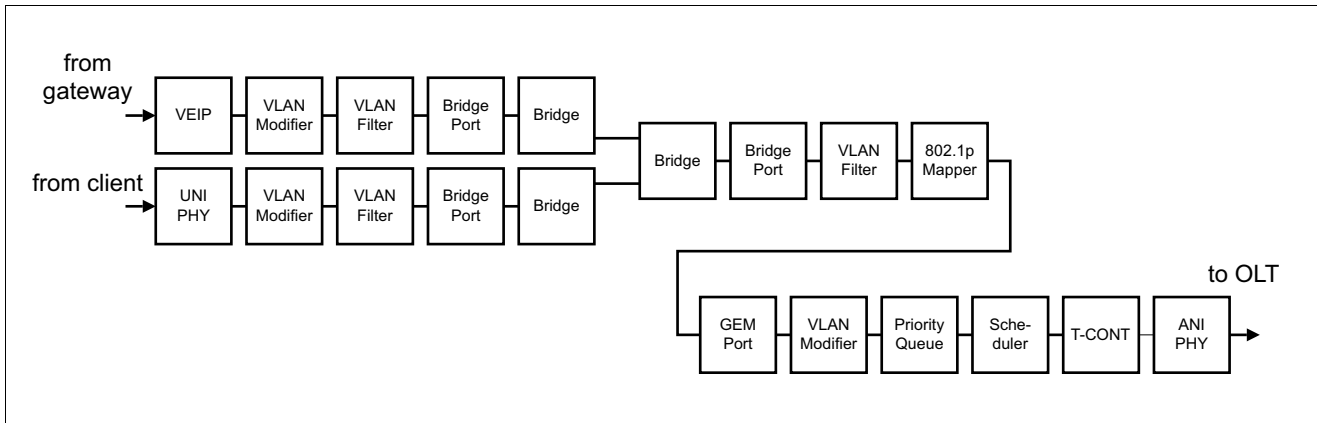 from
gateway
VEIP
VLAN
Modifier
VLAN
Filter
Bridge
Port
Bridge
from client
UNI
PHY
VLAN
Modifier
VLAN
Filter
Bridge
Port
Bridge
Bridge
Bridge
Port
VLAN
Filter
802.1p
Mapper
to OLT
GEM
Port
VLAN
Modifier
Priority
Queue
Sche-
duler
T-CONT
ANI
PHY